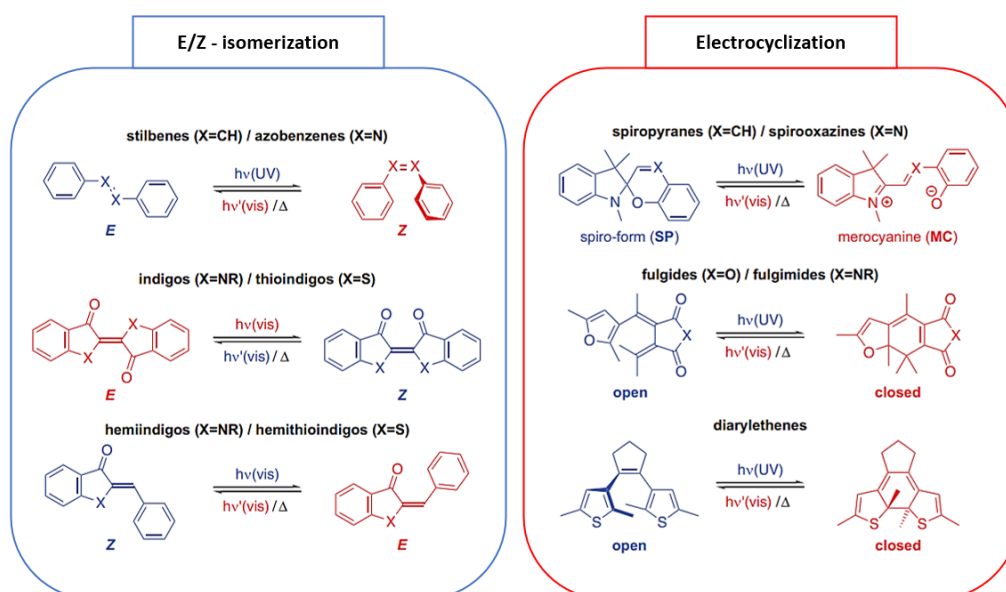 E/Z - isomerization
stilbenes (X=CH) / azobenzenes (X=N)
X
X
E
hν(UV)
hν'(vis) /Δ
X=X
Z
indigos (X=NR) / thioindigos (X=S)
O
X
X
O
E
hν(vis)
hν'(vis) /Δ
O
O
X
X
Z
hemiindigos (X=NR) / hemithioindigos (X=S)
O
X
Z
hν(vis)
hν'(vis) /Δ
O
X
E
Electrocyclization
spiropyranes (X=CH) / spirooxazines (X=N)
X
N
O
spiro-form (SP)
hν(UV)
hν'(vis) /Δ
X
N
⊕
⊖
O
merocyanine (MC)
fulgides (X=O) / fulgimides (X=NR)
O
O
X
O
open
hν(UV)
hν'(vis) /Δ
O
X
O
O
closed
diarylethenes
S
S
open
hν(UV)
hν'(vis) /Δ
S
S
closed